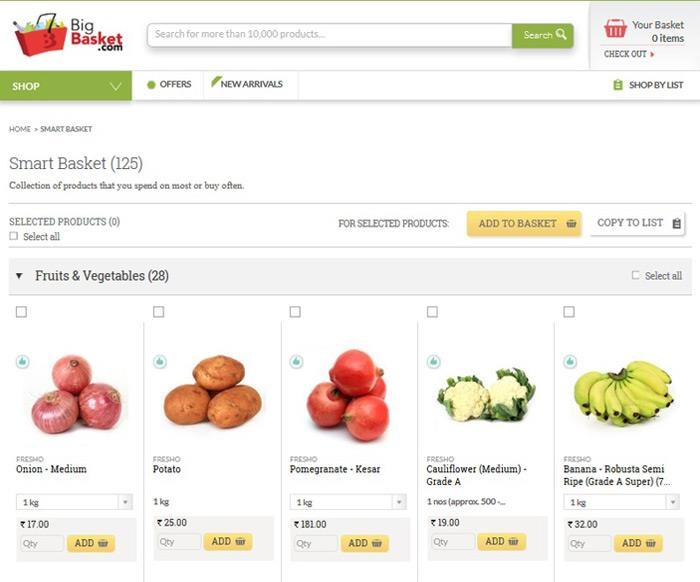 Big
Basket
.com
Search for more than 10,000 products...
Search
Your Basket
0 items
CHECK OUT
SHOP
OFFERS
NEW ARRIVALS
SHOP BY LIST
HOME > SMART BASKET
Smart Basket (125)
Collection of products that you spend on most or buy often.
SELECTED PRODUCTS (0)
Select all
FOR SELECTED PRODUCTS:
ADD TO BASKET
COPY TO LIST
Fruits & Vegetables (28)
Select all
FRESHO
Onion - Medium
1 kg
₹ 17.00
Qty
ADD
FRESHO
Potato
1 kg
₹ 25.00
Qty
ADD
FRESHO
Pomegranate - Kesar
1 kg
₹ 181.00
Qty
ADD
FRESHO
Cauliflower (Medium) -
Grade A
1 nos (approx. 500 -...
₹ 19.00
Qty
ADD
FRESHO
Banana - Robusta Semi
Ripe (Grade A Super) (7...
1 kg
₹ 32.00
Qty
ADD